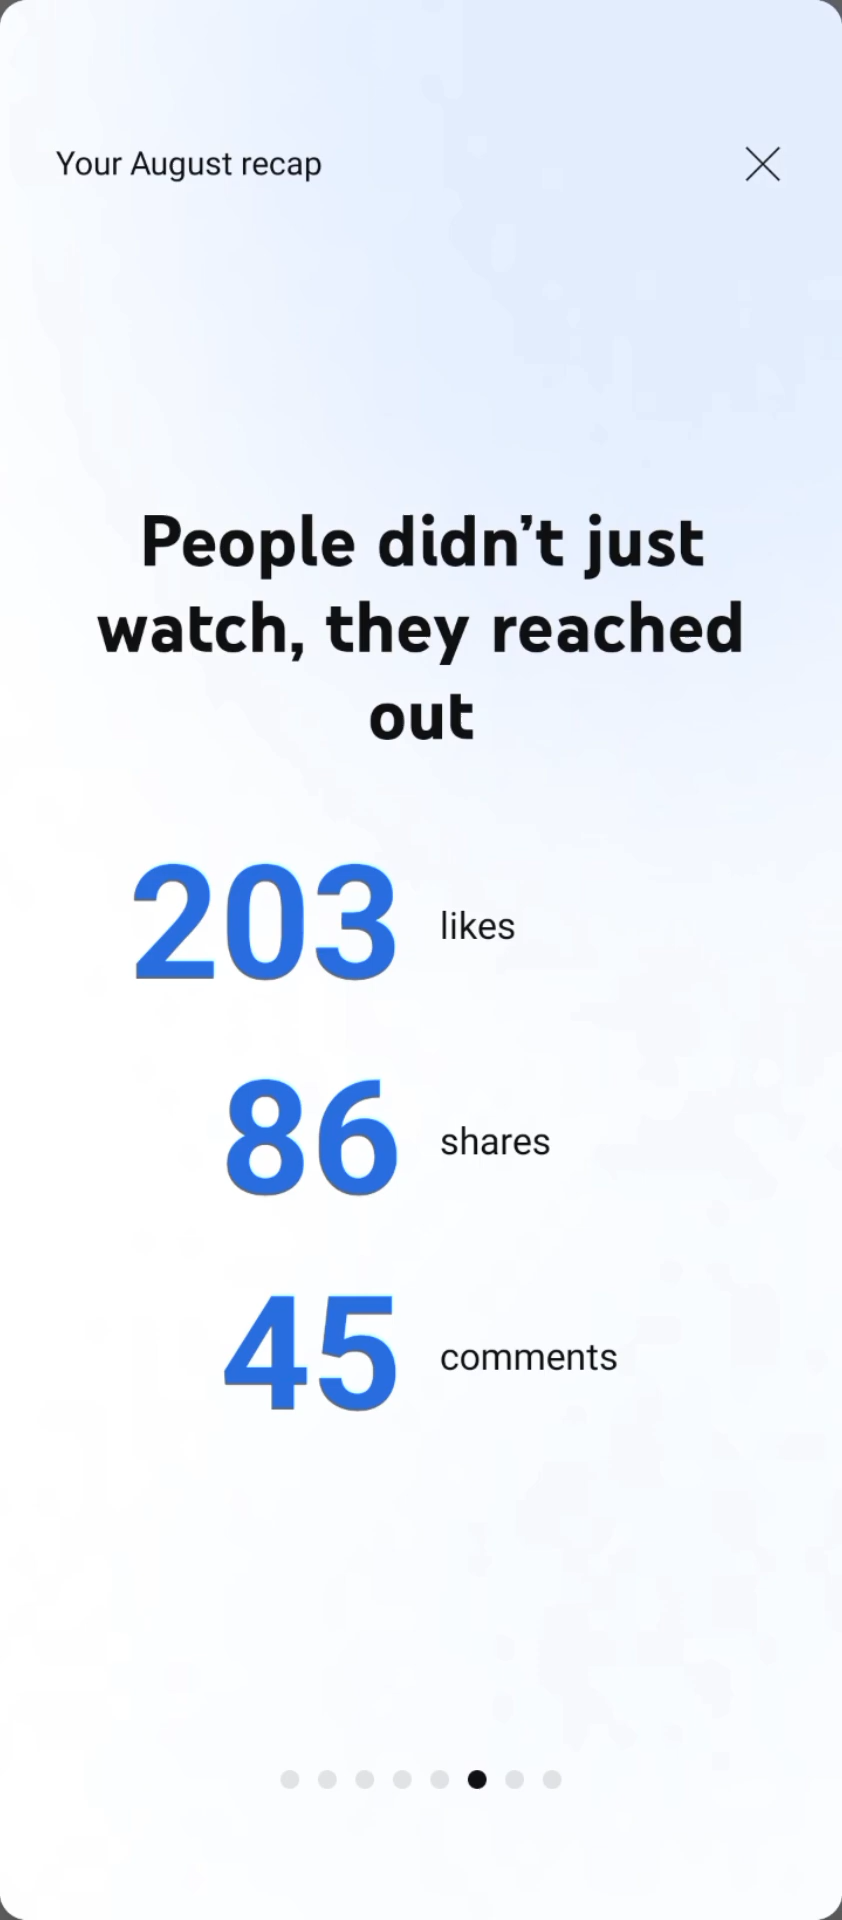 Your August recap
People didn’t just
watch, they reached
out
203 likes
86 shares
45 comments